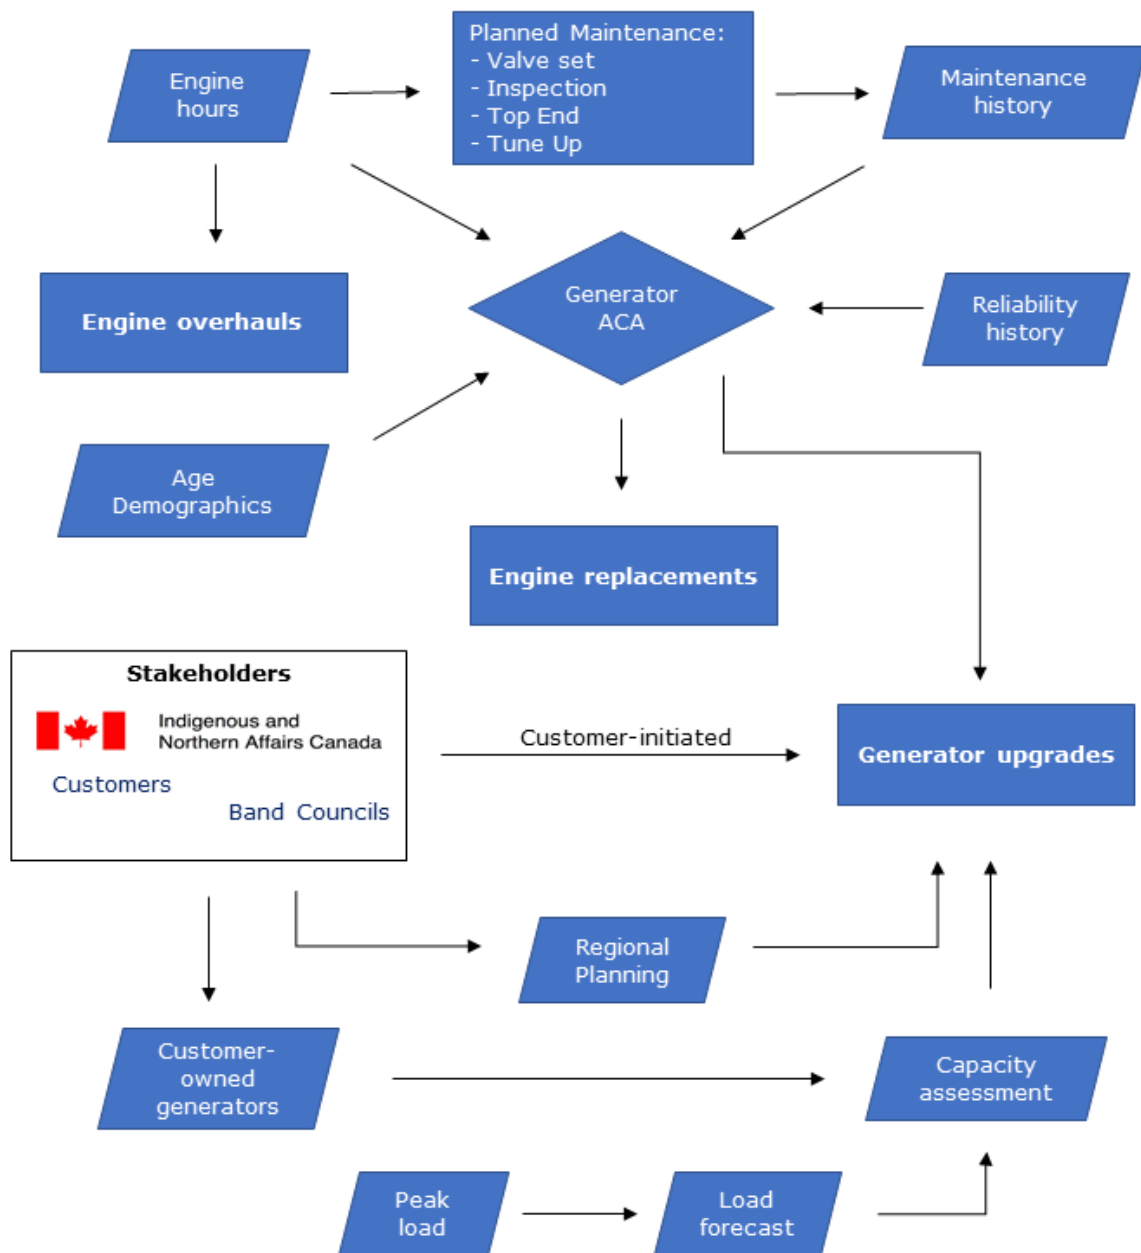 Engine
hours
Planned Maintenance:
- Valve set
- Inspection
- Top End
- Tune Up
Maintenance
history
Engine overhauls
Generator
ACA
Reliability
history
Age
Demographics
Engine replacements
Stakeholders
Indigenous and
Northern Affairs Canada
Customers
Band Councils
Customer-initiated
Generator upgrades
Regional
Planning
Customer-
owned
generators
Capacity
assessment
Peak
load
Load
forecast